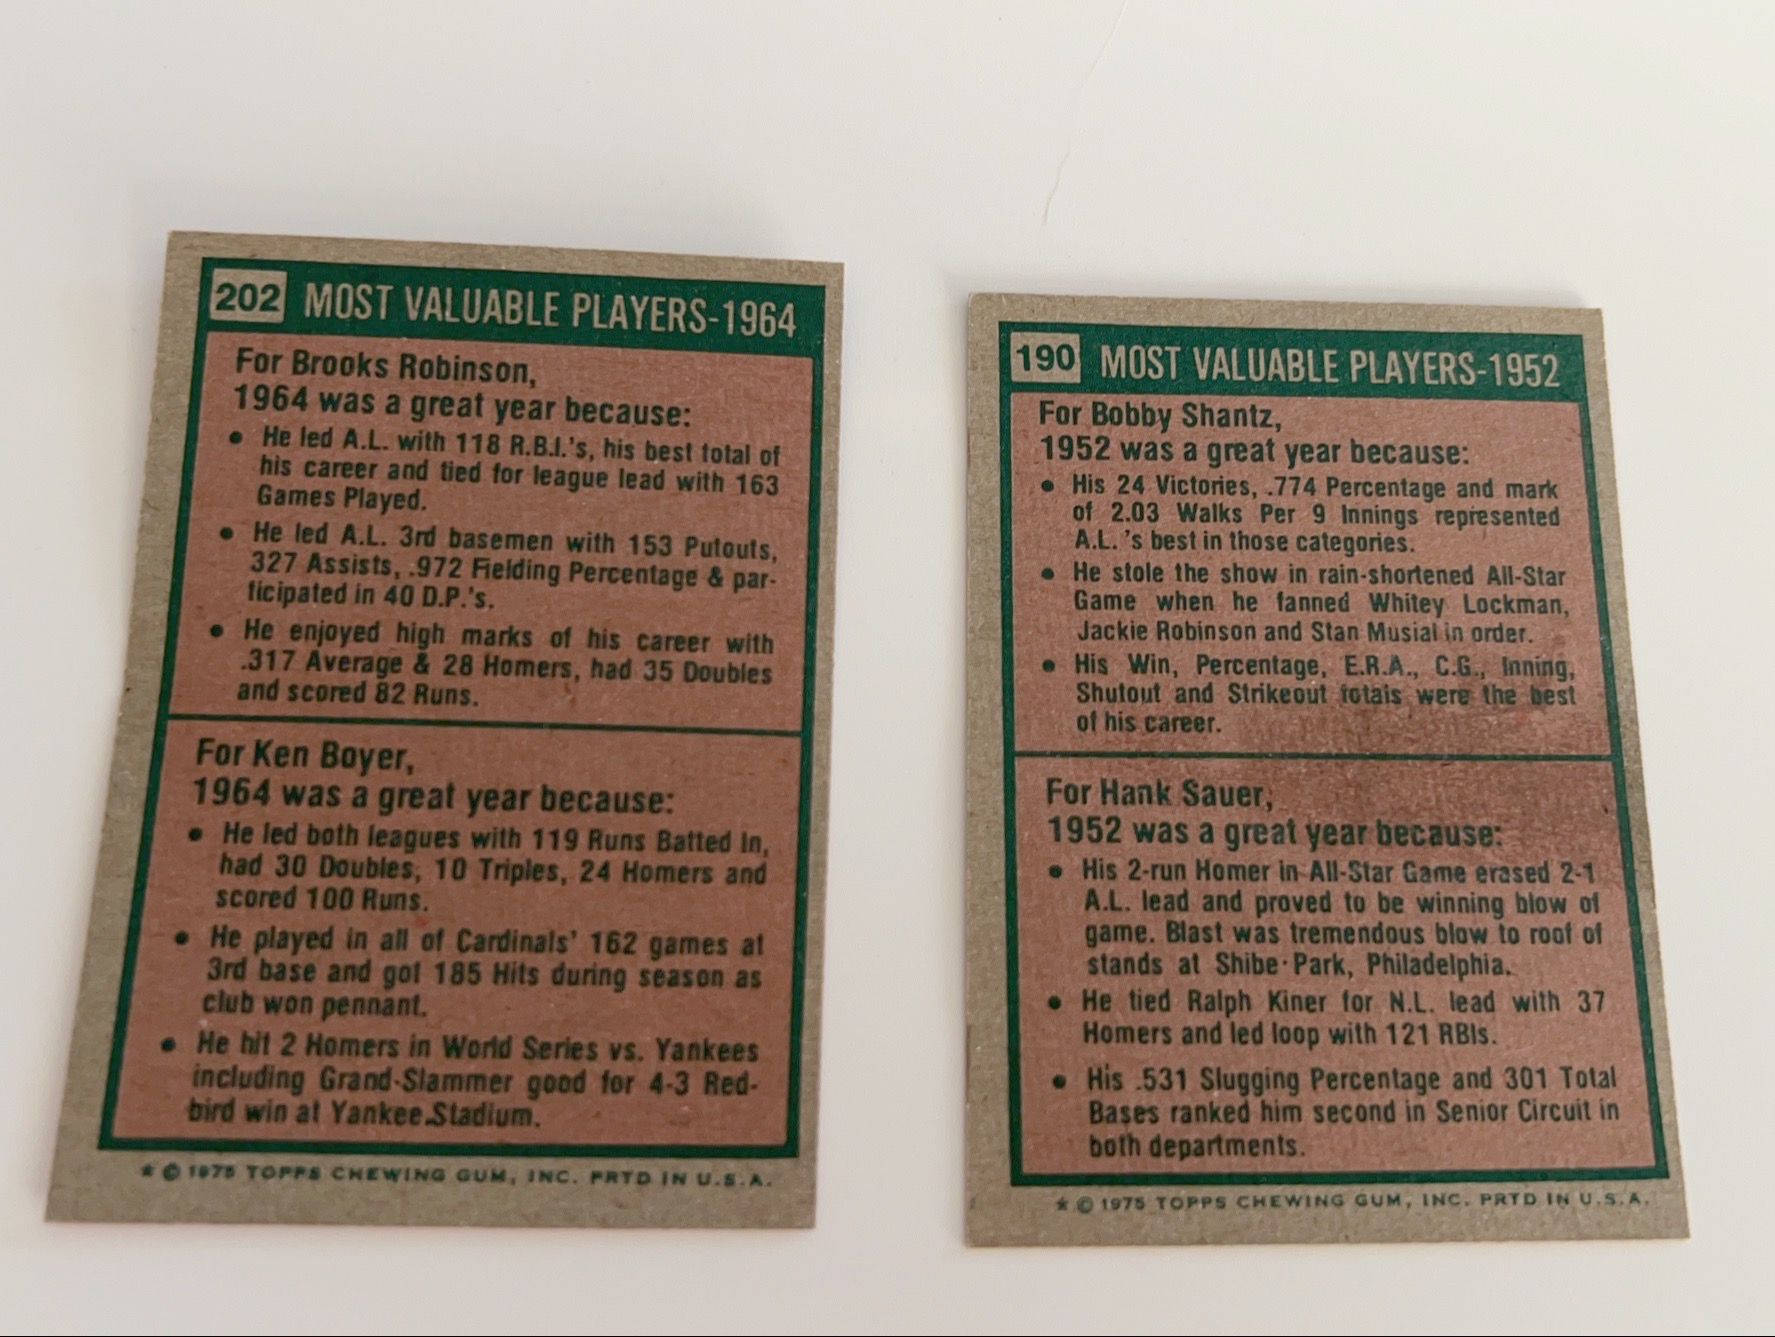 202 MOST VALUABLE PLAYERS-1964
For Brooks Robinson,
1964 was a great year because:
• He led A.L. with 118 R.B.I.'s, his best total of
his career and tied for league lead with 163
Games Played.
• He led A.L. 3rd basemen with 153 Putouts,
327 Assists, .972 Fielding Percentage & par-
ticipated in 40 D.P.'s.
• He enjoyed high marks of his career with
.317 Average & 28 Homers, had 35 Doubles
and scored 82 Runs.
For Ken Boyer,
1964 was a great year because:
• He led both leagues with 119 Runs Batted In,
had 30 Doubles, 10 Triples, 24 Homers and
scored 100 Runs.
• He played in all of Cardinals' 162 games at
3rd base and got 185 Hits during season as
club won pennant.
• He hit 2 Homers in World Series vs. Yankees
including Grand-Slammer good for 4-3 Red-
bird win at Yankee Stadium.
* © 1975 TOPPS CHEWING GUM, INC. PRTD IN U.S.A.
190 MOST VALUABLE PLAYERS-1952
For Bobby Shantz,
1952 was a great year because:
• His 24 Victories, .774 Percentage and mark
of 2.03 Walks Per 9 Innings represented
A.L. 's best in those categories.
• He stole the show in rain-shortened All-Star
Game when he fanned Whitey Lockman,
Jackie Robinson and Stan Musial in order.
• His Win, Percentage, E.R.A., C.G., Inning,
Shutout and Strikeout totals were the best
of his career.
For Hank Sauer,
1952 was a great year because:
• His 2-run Homer in All-Star Game erased 2-1
A.L. lead and proved to be winning blow of
game. Blast was tremendous blow to roof of
stands at Shibe Park, Philadelphia.
• He tied Ralph Kiner for N.L. lead with 37
Homers and led loop with 121 RBIs.
• His .531 Slugging Percentage and 301 Total
Bases ranked him second in Senior Circuit in
both departments.
* © 1975 TOPPS CHEWING GUM, INC. PRTD IN U.S.A.